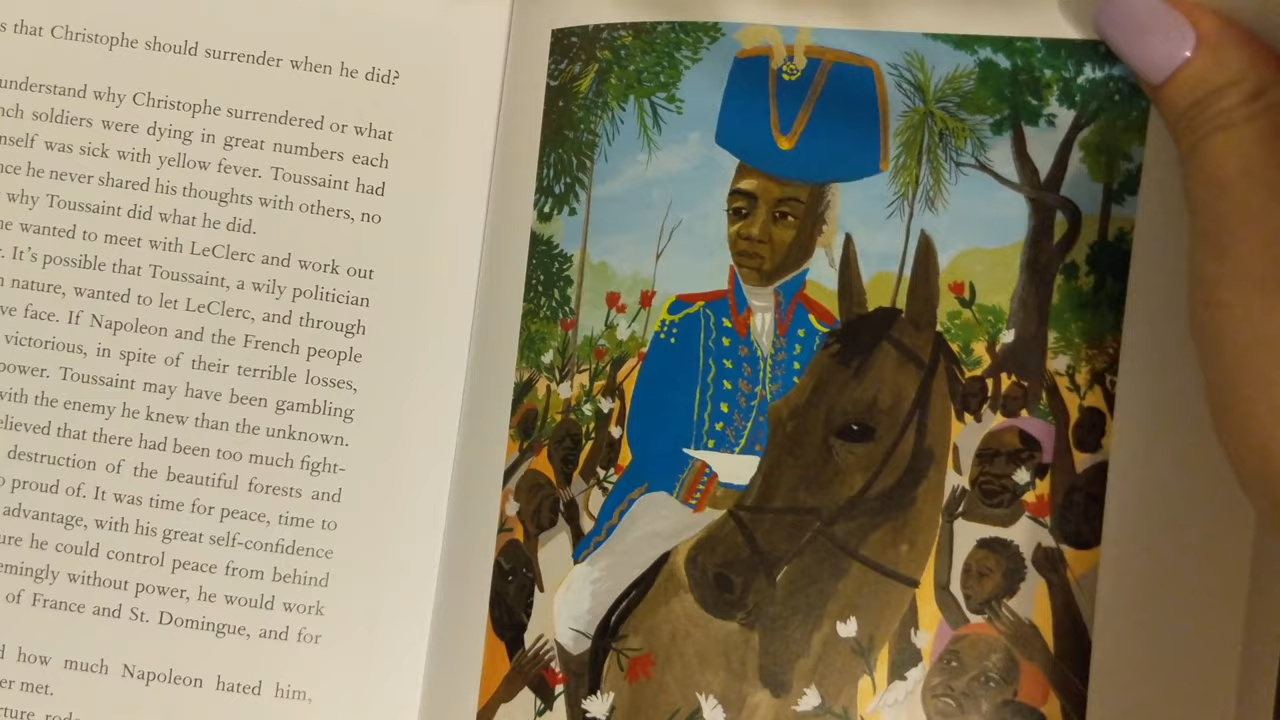 s that Christophe should surrender when he did?
understand why Christophe surrendered or what
nch soldiers were dying in great numbers each
mself was sick with yellow fever. Toussaint had
nce he never shared his thoughts with others, no
why Toussaint did what he did.
he wanted to meet with LeClerc and work out
. It's possible that Toussaint, a wily politician
n nature, wanted to let LeClerc, and through
ve face. If Napoleon and the French people
victorious, in spite of their terrible losses,
power. Toussaint may have been gambling
with the enemy he knew than the unknown.
elieved that there had been too much fight-
destruction of the beautiful forests and
o proud of. It was time for peace, time to
advantage, with his great self-confidence
ure he could control peace from behind
emingly without power, he would work
of France and St. Domingue, and for
d how much Napoleon hated him,
er met.
rture rode